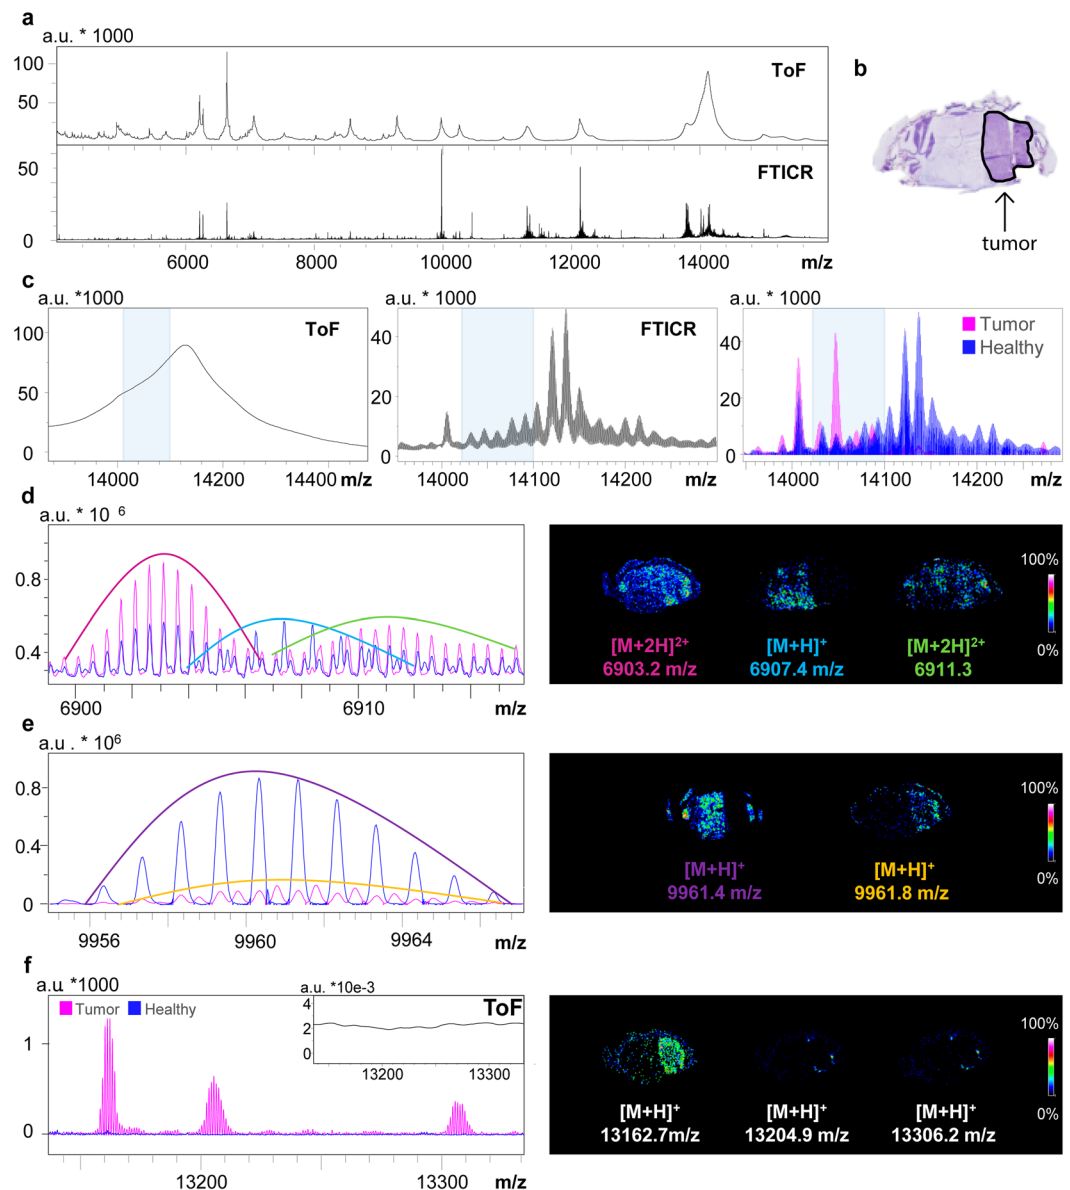 a
a.u. * 1000
ToF
100
50
FTICR
50
0
6000 8000 10000 12000 14000 m/z
b
tumor
c
a.u. *1000
ToF
100
50
0
14000 14200 14400 m/z
a.u. * 1000
FTICR
40
20
0
14000 14100 14200 m/z
a.u. * 1000
Tumor
Healthy
40
20
0
14000 14100 14200 m/z
d
a.u. * 10 6
0.8
0.4
6900 6910 m/z
100%
0%
[M+2H]2+ [M+H]+ [M+2H]2+
6903.2 m/z 6907.4 m/z 6911.3
e
a.u . * 106
0.8
0.4
0
9956 9960 9964 m/z
100%
0%
[M+H]+ [M+H]+
9961.4 m/z 9961.8 m/z
f
a.u *1000
Tumor Healthy
1
0
13200 13300 m/z
a.u. *10e-3
ToF
4
2
0
13200 13300
100%
0%
[M+H]+ [M+H]+ [M+H]+
13162.7m/z 13204.9 m/z 13306.2 m/z